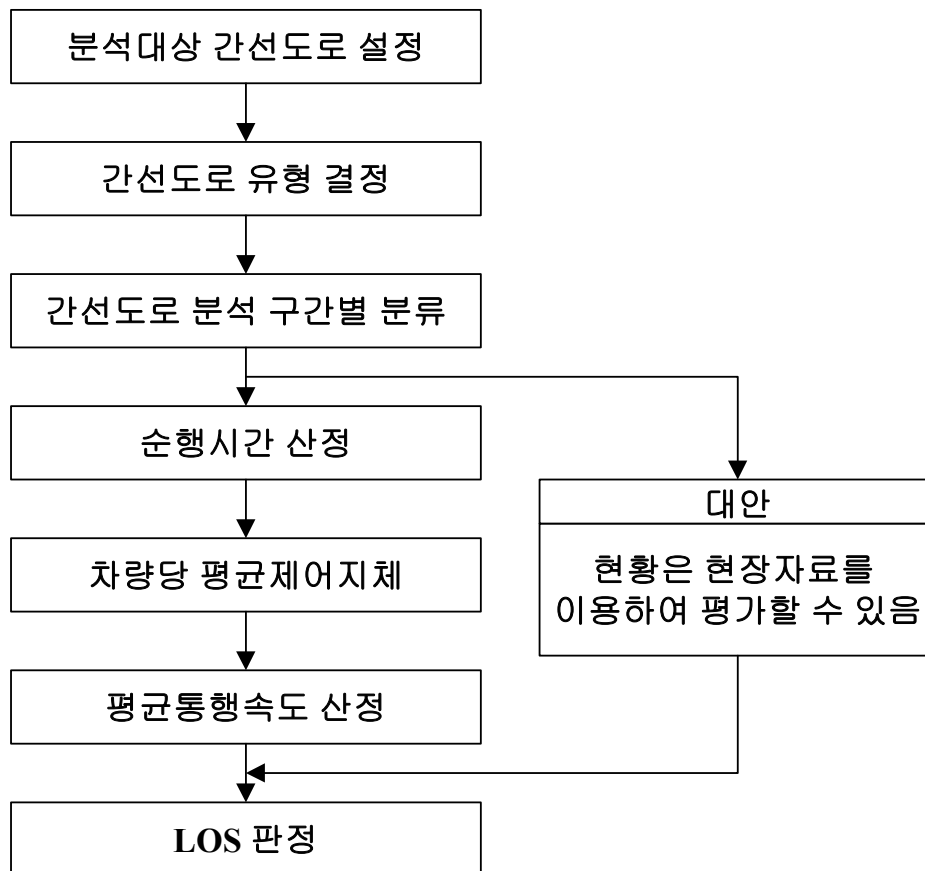 분석대상 간선도로 설정
간선도로 유형 결정
간선도로 분석 구간별 분류
순행시간 산정
차량당 평균제어지체
평균통행속도 산정
LOS 판정
대안
현황은 현장자료를
이용하여 평가할 수 있음